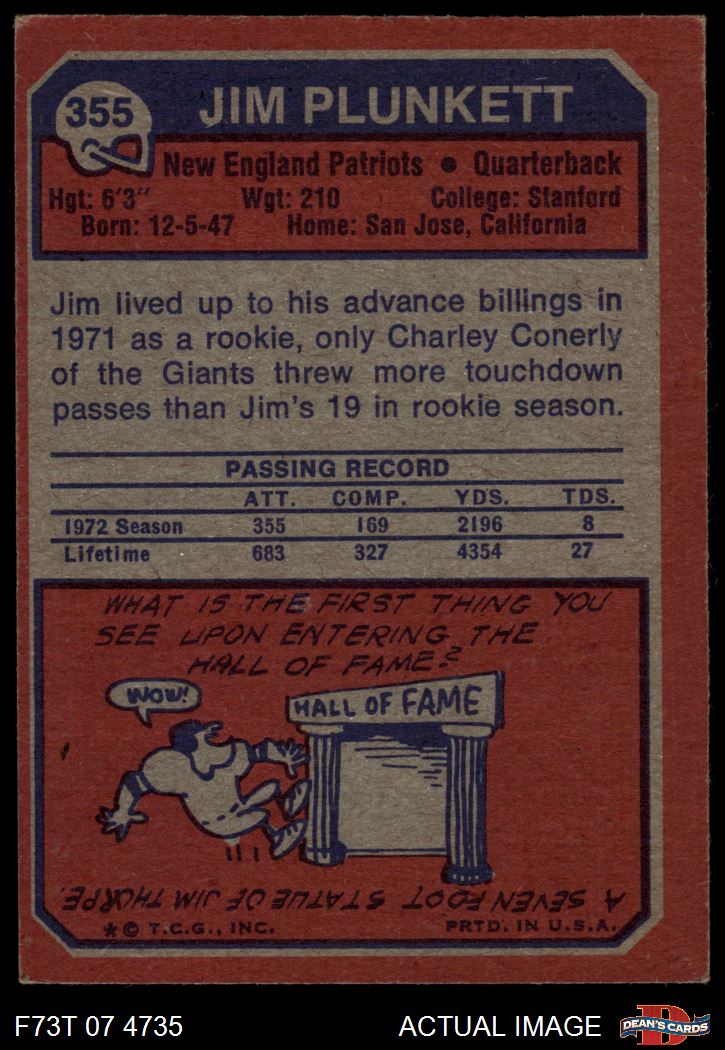 355
JIM PLUNKETT
New England Patriots • Quarterback
Hgt: 6'3" Wgt: 210 College: Stanford
Born: 12-5-47 Home: San Jose, California
Jim lived up to his advance billings in
1971 as a rookie, only Charley Conerly
of the Giants threw more touchdown
passes than Jim's 19 in rookie season.
PASSING RECORD
ATT. COMP. YDS. TDS.
1972 Season 355 169 2196 8
Lifetime 683 327 4354 27
WHAT IS THE FIRST THING YOU
SEE UPON ENTERING THE
HALL OF FAME?
WOW!
HALL OF FAME
A SEVEN FOOT STATUE OF JIM THORPE.
* © T.C.G., INC. PRTD. IN U.S.A.
F73T 07 4735 ACTUAL IMAGE
D
DEAN'S CARDS